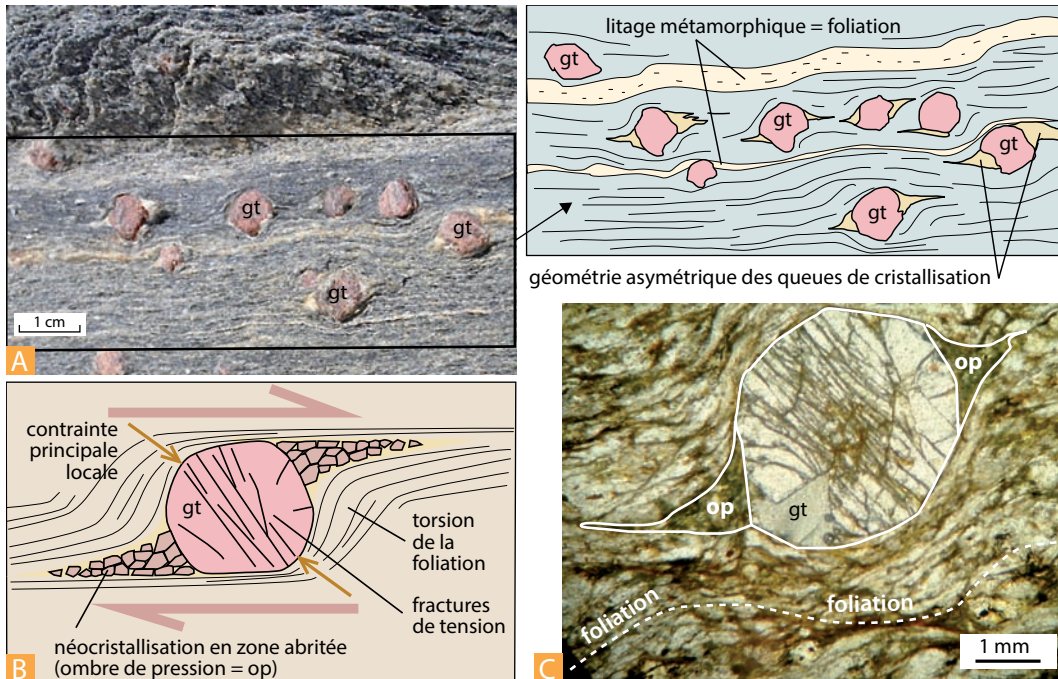 gt
gt
gt
1 cm
A
litage métamorphique = foliation
gt
gt
gt
gt
gt
géométrie asymétrique des queues de cristallisation
contrainte
principale
locale
gt
torsion
de la
foliation
fractures
de tension
néocristallisation en zone abritée
(ombre de pression = op)
B
op
op
gt
foliation
foliation
1 mm
C